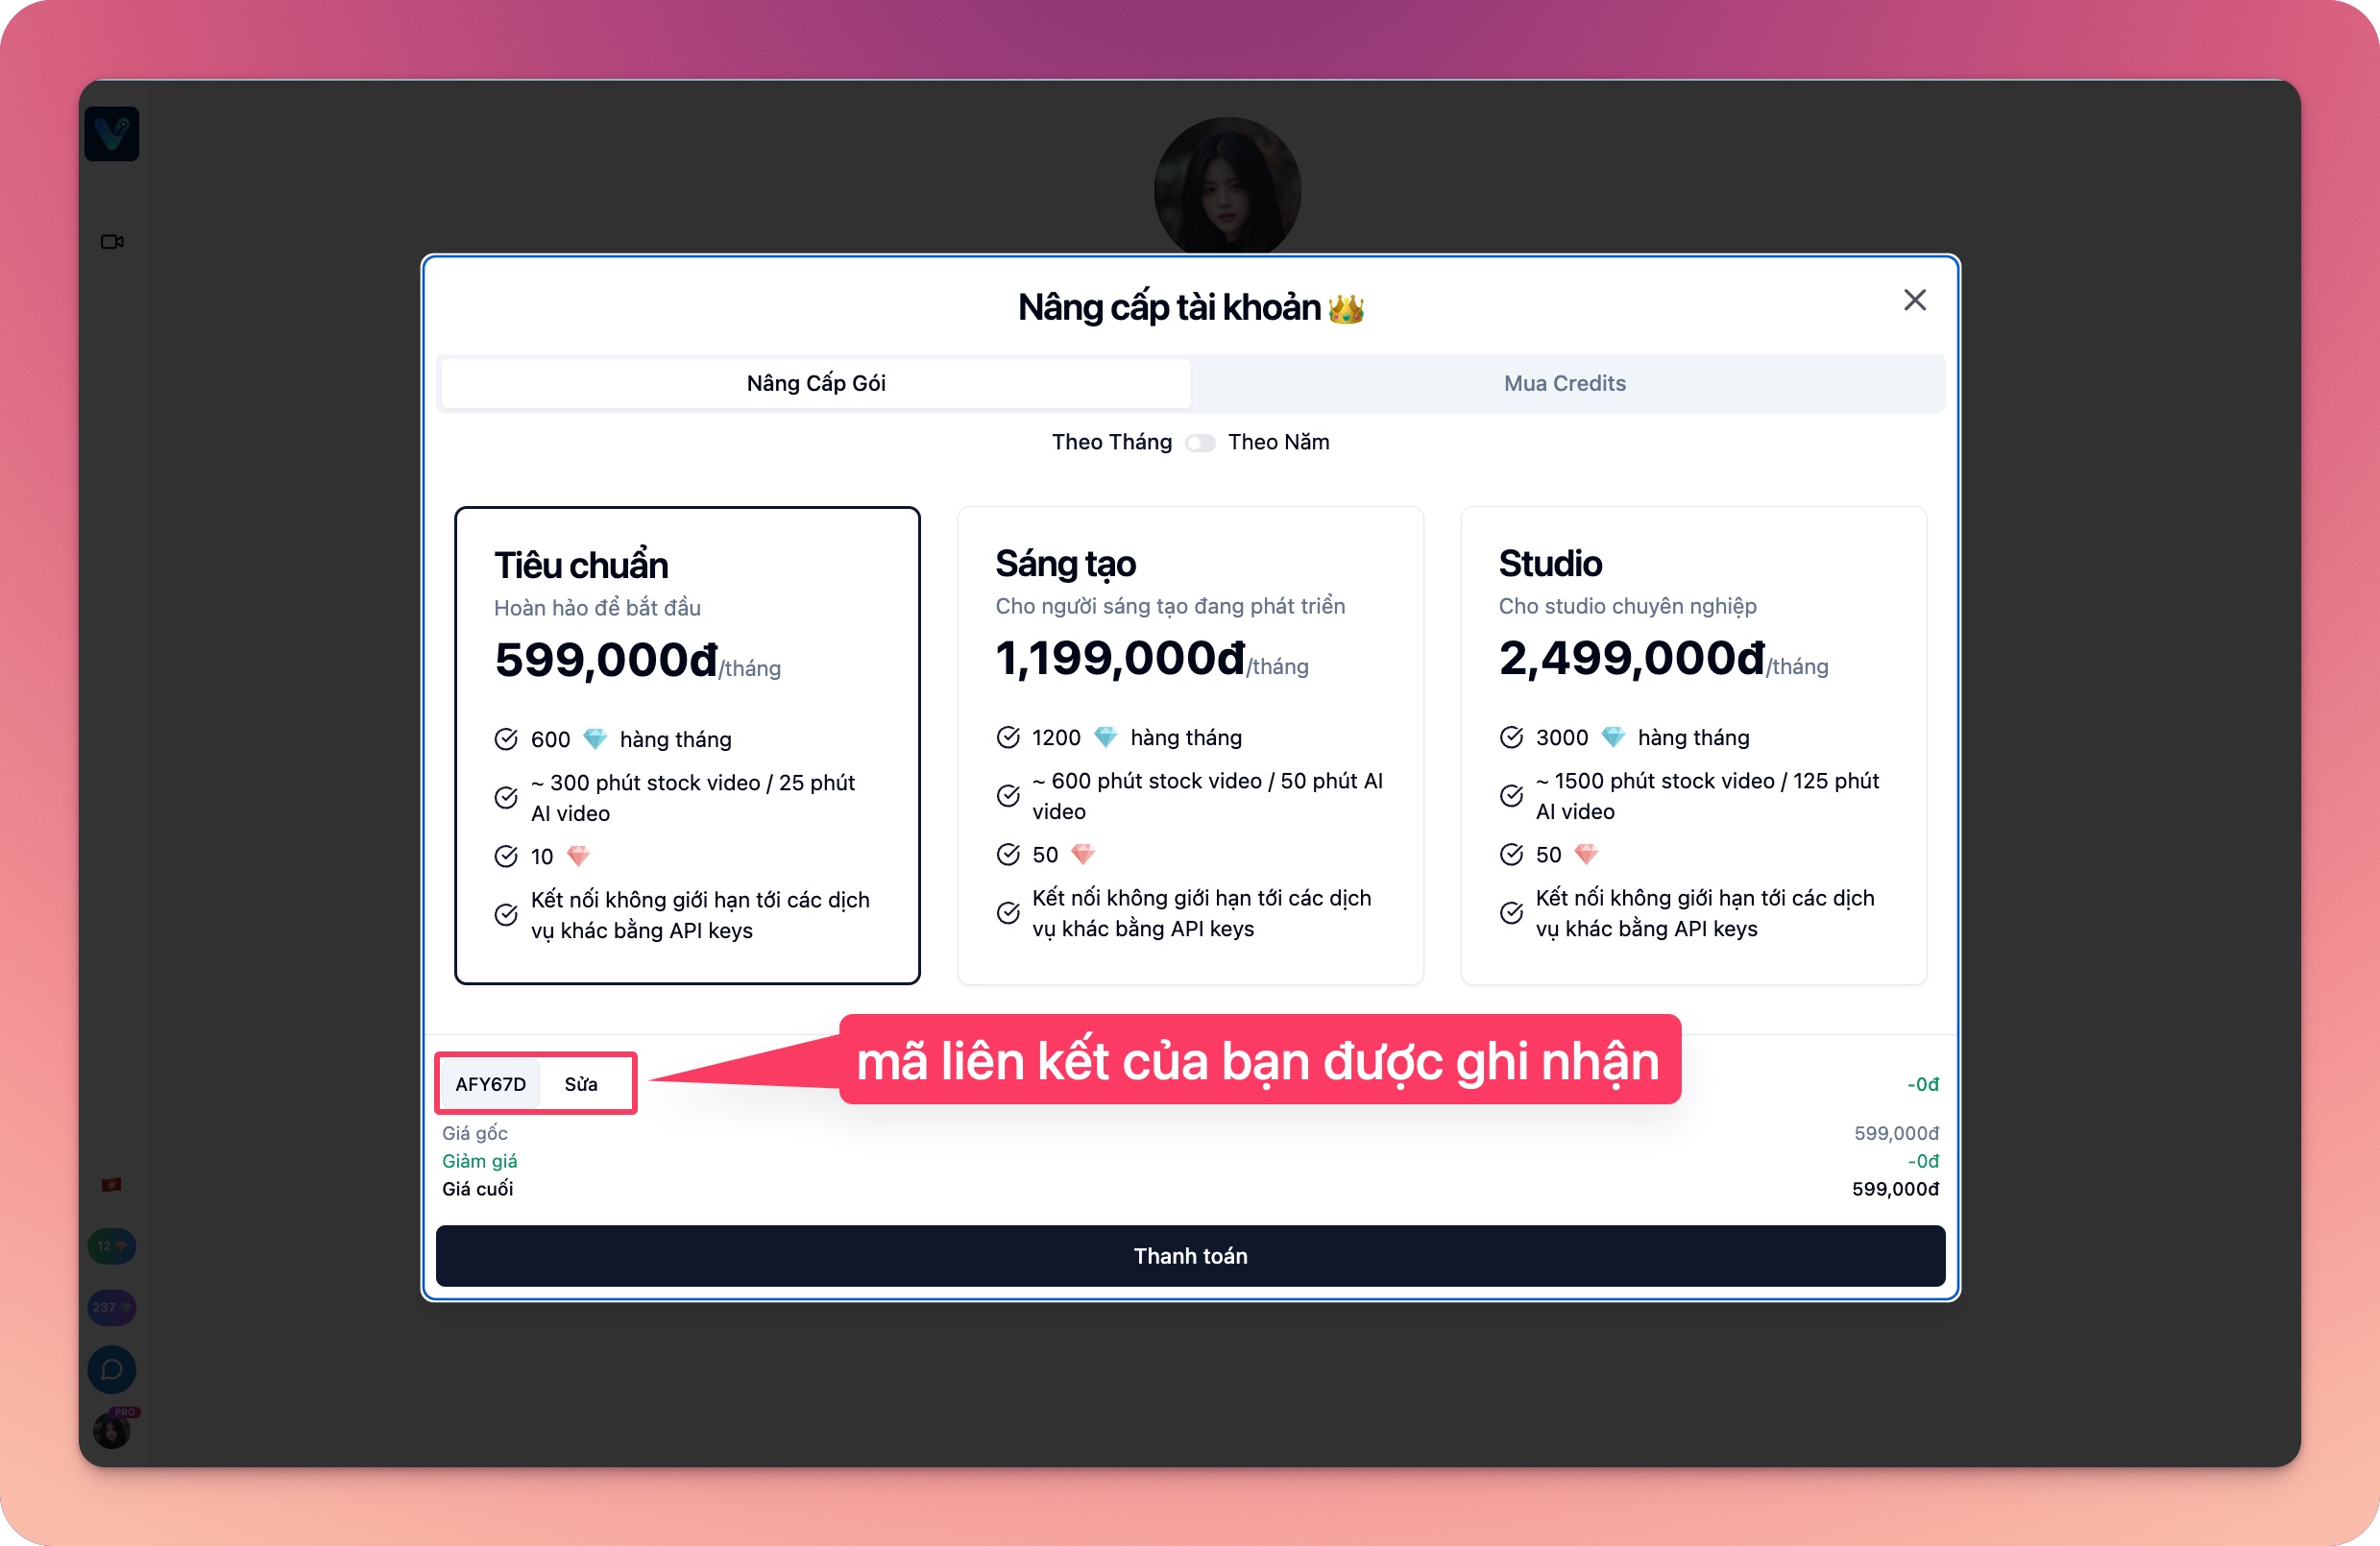 Nâng cấp tài khoản
Nâng Cấp Gói
Mua Credits
Theo Tháng Theo Năm
Tiêu chuẩn
Hoàn hảo để bắt đầu
599,000đ/tháng
600 hàng tháng
~ 300 phút stock video / 25 phút
AI video
10
Kết nối không giới hạn tới các dịch
vụ khác bằng API keys
Sáng tạo
Cho người sáng tạo đang phát triển
1,199,000đ/tháng
1200 hàng tháng
~ 600 phút stock video / 50 phút AI
video
50
Kết nối không giới hạn tới các dịch
vụ khác bằng API keys
Studio
Cho studio chuyên nghiệp
2,499,000đ/tháng
3000 hàng tháng
~ 1500 phút stock video / 125 phút
AI video
50
Kết nối không giới hạn tới các dịch
vụ khác bằng API keys
mã liên kết của bạn được ghi nhận
AFY67D Sửa
-0đ
Giá gốc 599,000đ
Giảm giá -0đ
Giá cuối 599,000đ
Thanh toán
12
237
PRO